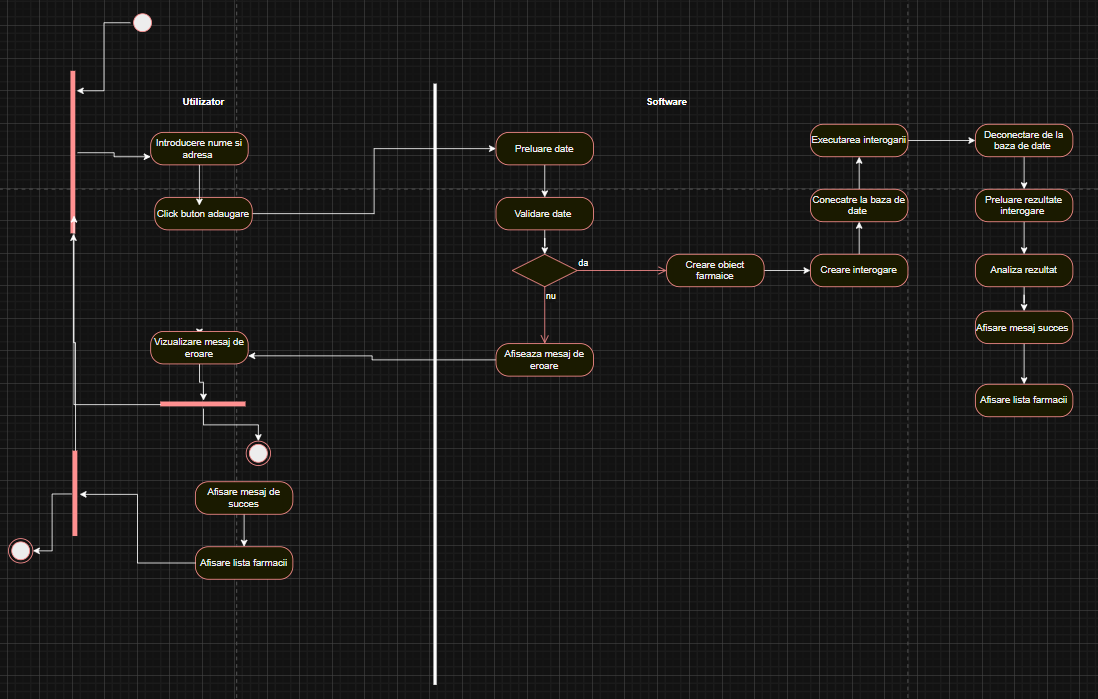 Utilizator
Software
Introducere nume si
adresa
Click buton adaugare
Preluare date
Validare date
da
nu
Creare obiect
farmaice
Creare interogare
Conecatre la baza de
date
Executarea interogarii
Deconectare de la
baza de date
Preluare rezultate
interogare
Analiza rezultat
Afisare mesaj succes
Afisare lista farmacii
Afiseaza mesaj de
eroare
Vizualizare mesaj de
eroare
Afisare mesaj de
succes
Afisare lista farmacii